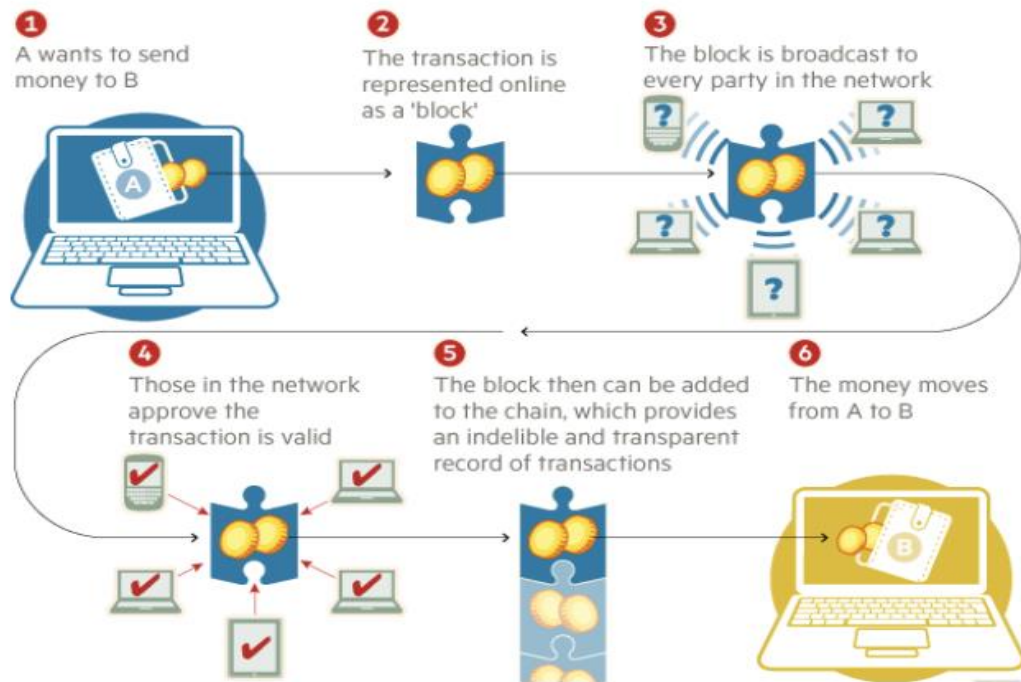 1
A wants to send
money to B
2
The transaction is
represented online
as a 'block'
3
The block is broadcast to
every party in the network
?
?
?
?
?
A
4
Those in the network
approve the
transaction is valid
5
The block then can be added
to the chain, which provides
an indelible and transparent
record of transactions
6
The money moves
from A to B
B